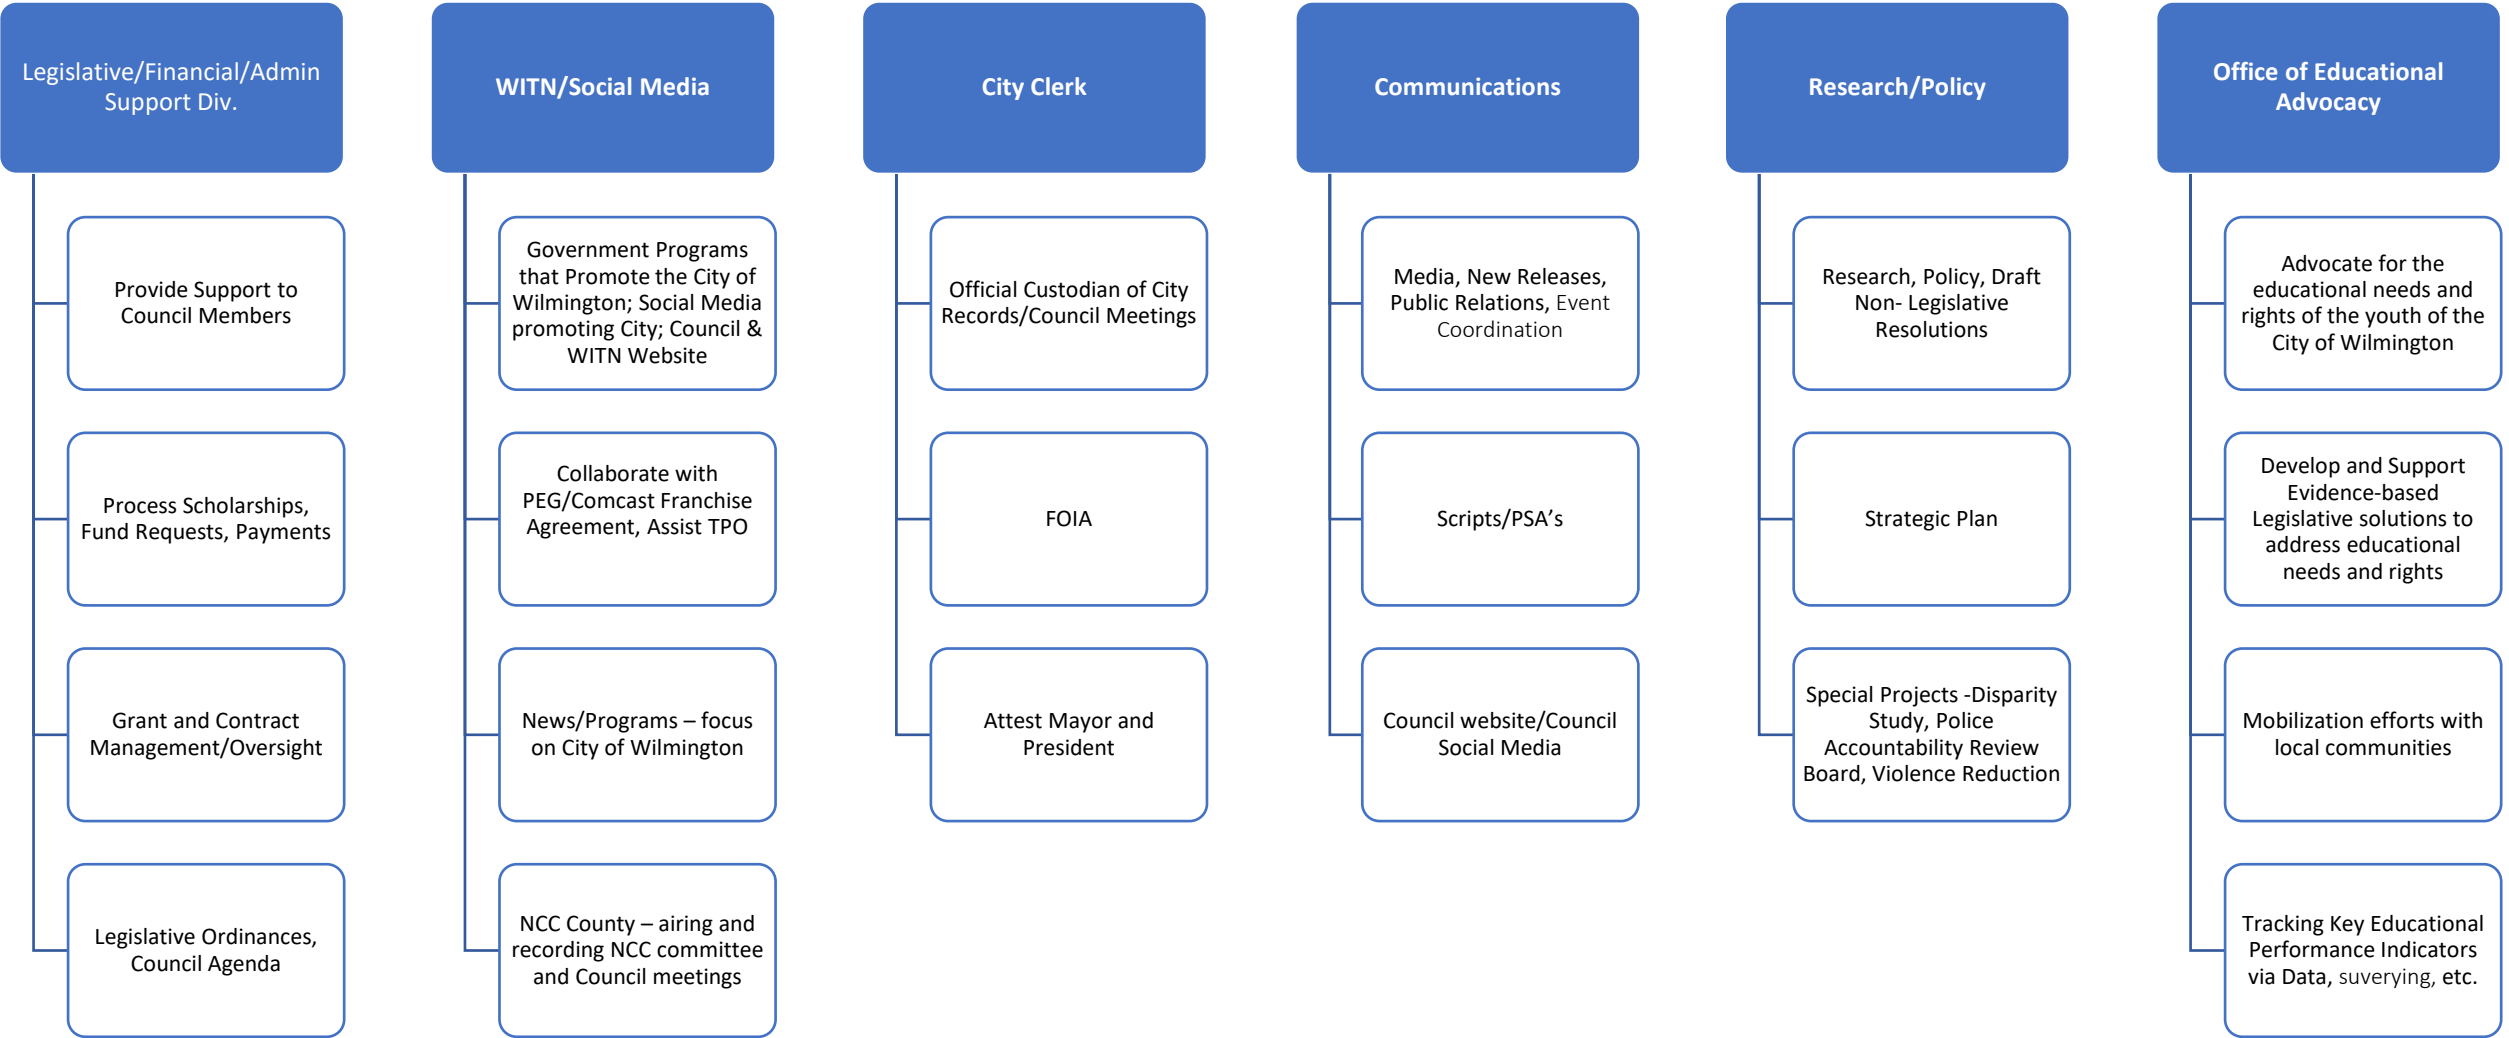 Legislative/Financial/Admin
Support Div.
Provide Support to
Council Members
Process Scholarships,
Fund Requests, Payments
Grant and Contract
Management/Oversight
Legislative Ordinances,
Council Agenda
WITN/Social Media
Government Programs
that Promote the City of
Wilmington; Social Media
promoting City; Council &
WITN Website
Collaborate with
PEG/Comcast Franchise
Agreement, Assist TPO
News/Programs – focus
on City of Wilmington
NCC County – airing and
recording NCC committee
and Council meetings
City Clerk
Official Custodian of City
Records/Council Meetings
FOIA
Attest Mayor and
President
Communications
Media, New Releases,
Public Relations, Event
Coordination
Scripts/PSA’s
Council website/Council
Social Media
Research/Policy
Research, Policy, Draft
Non- Legislative
Resolutions
Strategic Plan
Special Projects -Disparity
Study, Police
Accountability Review
Board, Violence Reduction
Office of Educational
Advocacy
Advocate for the
educational needs and
rights of the youth of the
City of Wilmington
Develop and Support
Evidence-based
Legislative solutions to
address educational
needs and rights
Mobilization efforts with
local communities
Tracking Key Educational
Performance Indicators
via Data, suverying, etc.